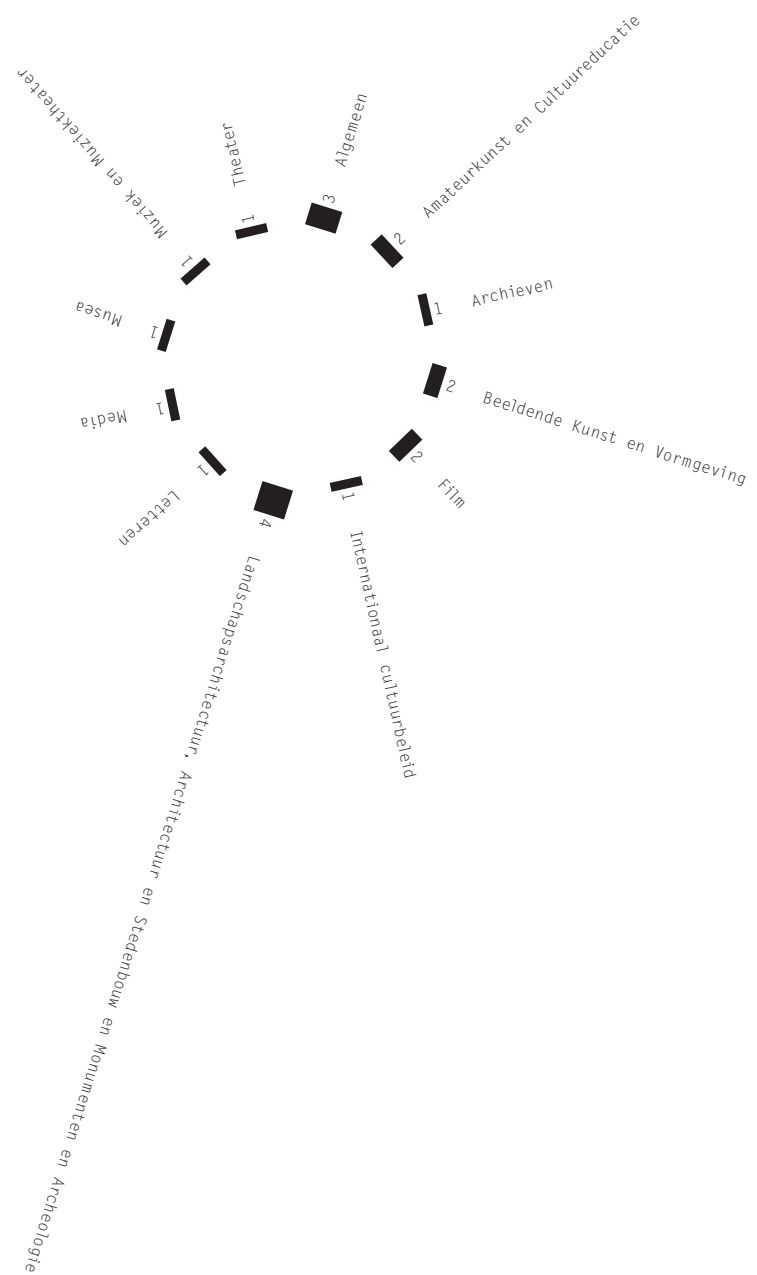 Algemeen
3
Amateurkunst en Cultuureducatie
2
Archieven
1
Beeldende Kunst en Vormgeving
2
Film
2
Internationaal cultuurbeleid
1
Landschapsarchitectuur, Architectuur en Stedenbouw en Monumenten en Archeologie
4
Letteren
1
Media
1
Musea
1
Muziek en Muziektheater
1
Theater
1